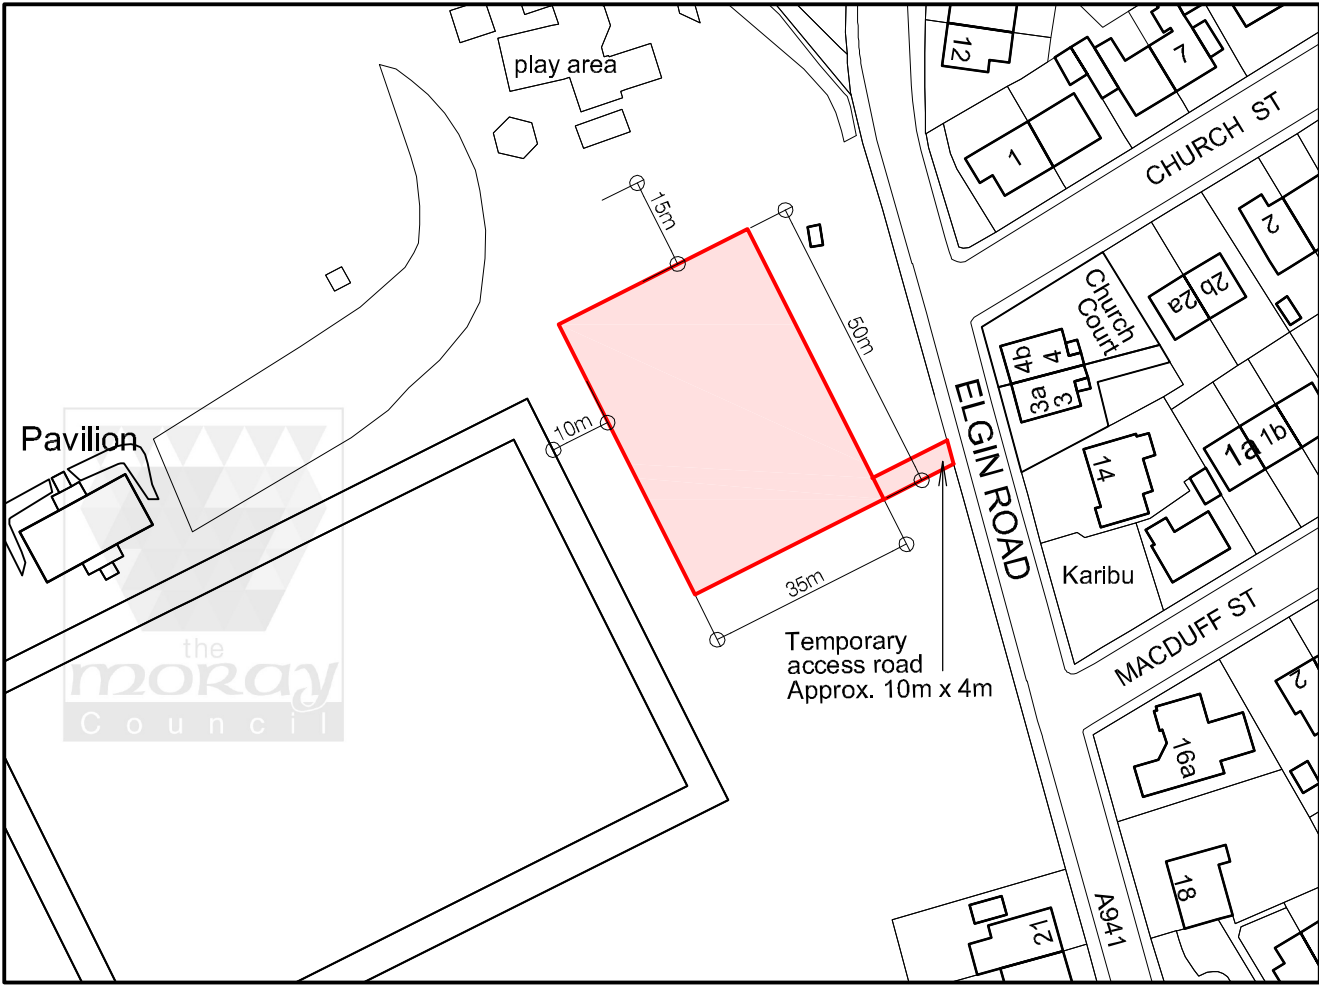 play area
12
7
1
CHURCH ST
15m
2
50m
Church
Court
2a
2b
4b
4
3a
3
10m
Pavilion
ELGIN ROAD
1a
1b
14
Karibu
35m
Temporary
access road
Approx. 10m x 4m
MACDUFF ST
the
moray
Council
2
16a
18
A941
21